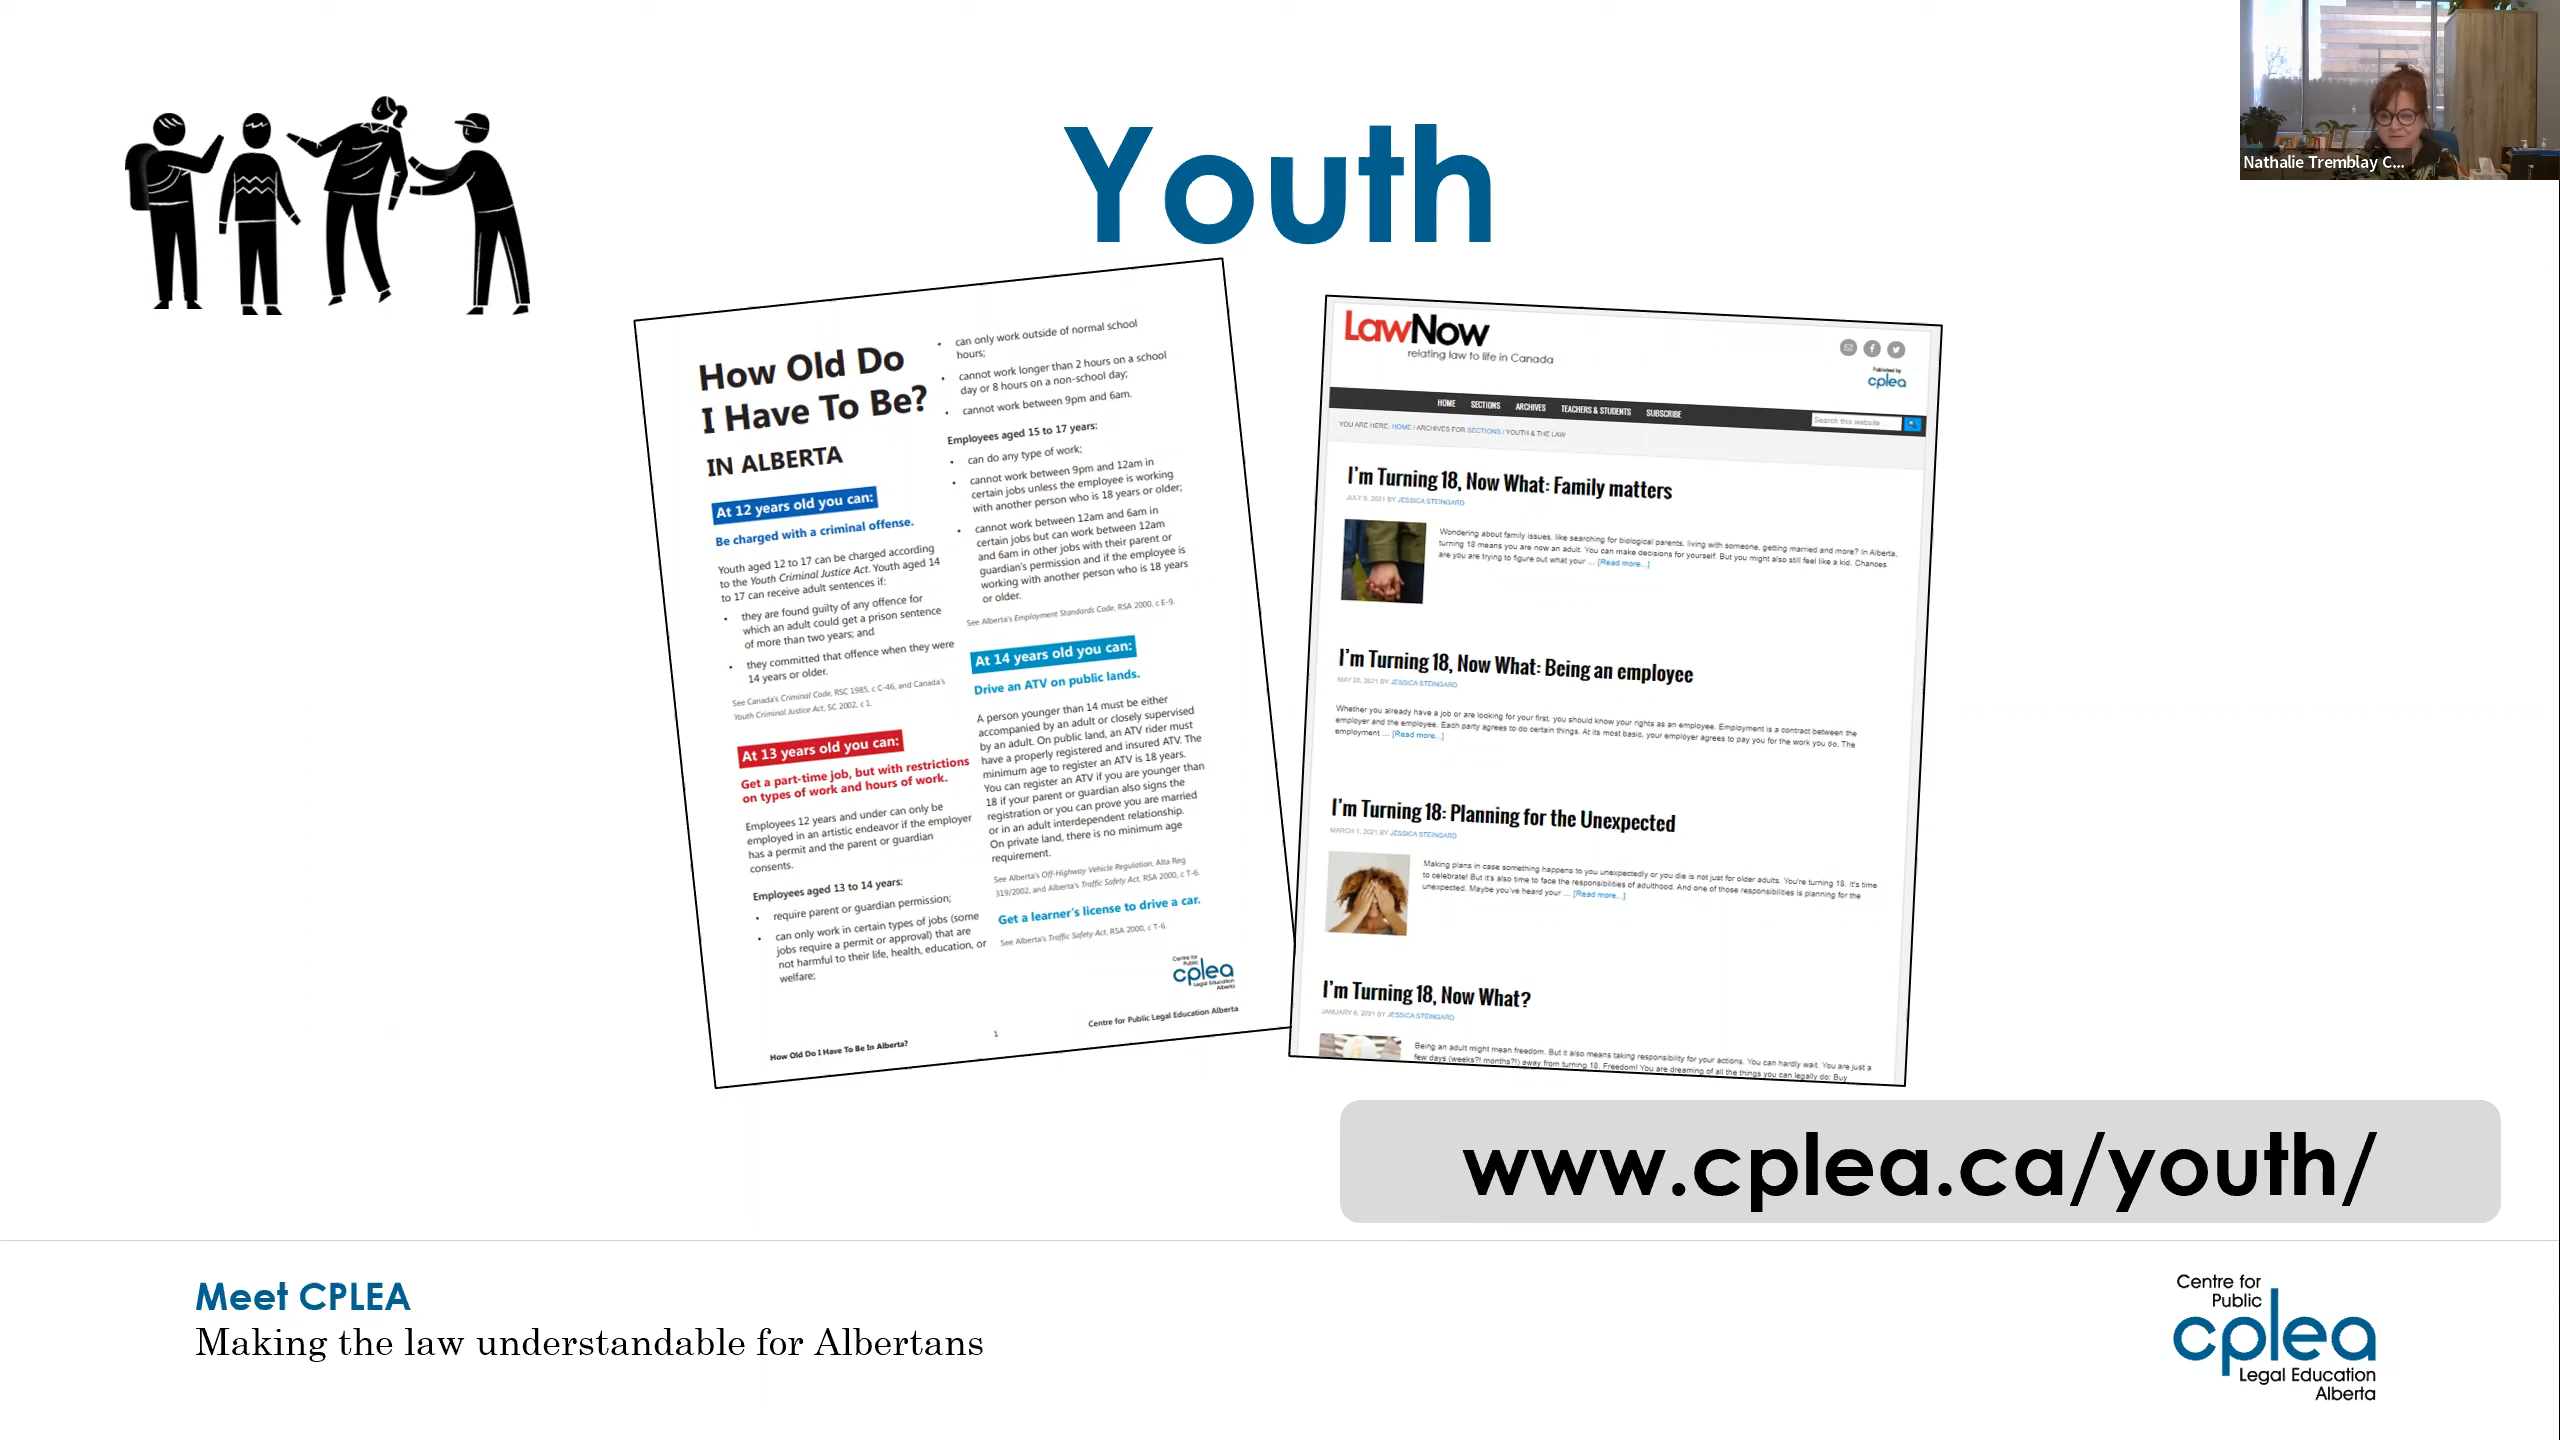 Youth
Nathalie Tremblay C...
How Old Do
I Have To Be?
IN ALBERTA
At 12 years old you can:
Be charged with a criminal offense.
Youth aged 12 to 17 can be charged according
to the Youth Criminal Justice Act. Youth aged 14
to 17 can receive adult sentences if:
• they are found guilty of any offence for
which an adult could get a prison sentence
of more than two years; and
• they committed that offence when they were
14 years or older.
See Canada's Criminal Code, RSC 1985, c C-46, and Canada's
Youth Criminal Justice Act, SC 2002, c 1.
At 13 years old you can:
Get a part-time job, but with restrictions
on types of work and hours of work.
Employees 12 years and under can only be
employed in an artistic endeavor if the employer
has a permit and the parent or guardian
consents.
Employees aged 13 to 14 years:
• require parent or guardian permission;
• can only work in certain types of jobs (some
jobs require a permit or approval) that are
not harmful to their life, health, education, or
welfare;
• can only work outside of normal school
hours;
• cannot work longer than 2 hours on a school
day or 8 hours on a non-school day;
• cannot work between 9pm and 6am.
Employees aged 15 to 17 years:
• can do any type of work;
• cannot work between 9pm and 12am in
certain jobs unless the employee is working
with another person who is 18 years or older;
• cannot work between 12am and 6am in
certain jobs but can work between 12am
and 6am in other jobs with their parent or
guardian's permission and if the employee is
working with another person who is 18 years
or older.
See Alberta's Employment Standards Code, RSA 2000, c E-9.
At 14 years old you can:
Drive an ATV on public lands.
A person younger than 14 must be either
accompanied by an adult or closely supervised
by an adult. On public land, an ATV rider must
have a properly registered and insured ATV. The
minimum age to register an ATV is 18 years.
You can register an ATV if you are younger than
18 if your parent or guardian also signs the
registration or you can prove you are married
or in an adult interdependent relationship.
On private land, there is no minimum age
requirement.
See Alberta's Off-Highway Vehicle Regulation, Alta Reg
319/2002, and Alberta's Traffic Safety Act, RSA 2000, c T-6.
Get a learner's license to drive a car.
See Alberta's Traffic Safety Act, RSA 2000, c T-6.
Centre for
Public
cplea
Legal Education
Alberta
How Old Do I Have To Be In Alberta?
1
Centre for Public Legal Education Alberta
LawNow
relating law to life in Canada
Published by
cplea
HOME SECTIONS ARCHIVES TEACHERS & STUDENTS SUBSCRIBE
Search this website ...
YOU ARE HERE: HOME / ARCHIVES FOR SECTIONS / YOUTH & THE LAW
I'm Turning 18, Now What: Family matters
JULY 6, 2021 BY JESSICA STEINGARD
Wondering about family issues, like searching for biological parents, living with someone, getting married and more? In Alberta,
turning 18 means you are now an adult. You can make decisions for yourself. But you might also still feel like a kid. Chances
are you are trying to figure out what your ... [Read more...]
I'm Turning 18, Now What: Being an employee
MAY 25, 2021 BY JESSICA STEINGARD
Whether you already have a job or are looking for your first, you should know your rights as an employee. Employment is a contract between the
employer and the employee. Each party agrees to do certain things. At its most basic, your employer agrees to pay you for the work you do. The
employment ... [Read more...]
I'm Turning 18: Planning for the Unexpected
MARCH 1, 2021 BY JESSICA STEINGARD
Making plans in case something happens to you unexpectedly or you die is not just for older adults. You're turning 18. It's time
to celebrate! But it's also time to face the responsibilities of adulthood. And one of those responsibilities is planning for the
unexpected. Maybe you've heard your ... [Read more...]
I'm Turning 18, Now What?
JANUARY 6, 2021 BY JESSICA STEINGARD
Being an adult might mean freedom. But it also means taking responsibility for your actions. You can hardly wait. You are just a
few days (weeks?! months?!) away from turning 18. Freedom! You are dreaming of all the things you can legally do: Buy
www.cplea.ca/youth/
Meet CPLEA
Making the law understandable for Albertans
Centre for
Public
cplea
Legal Education
Alberta